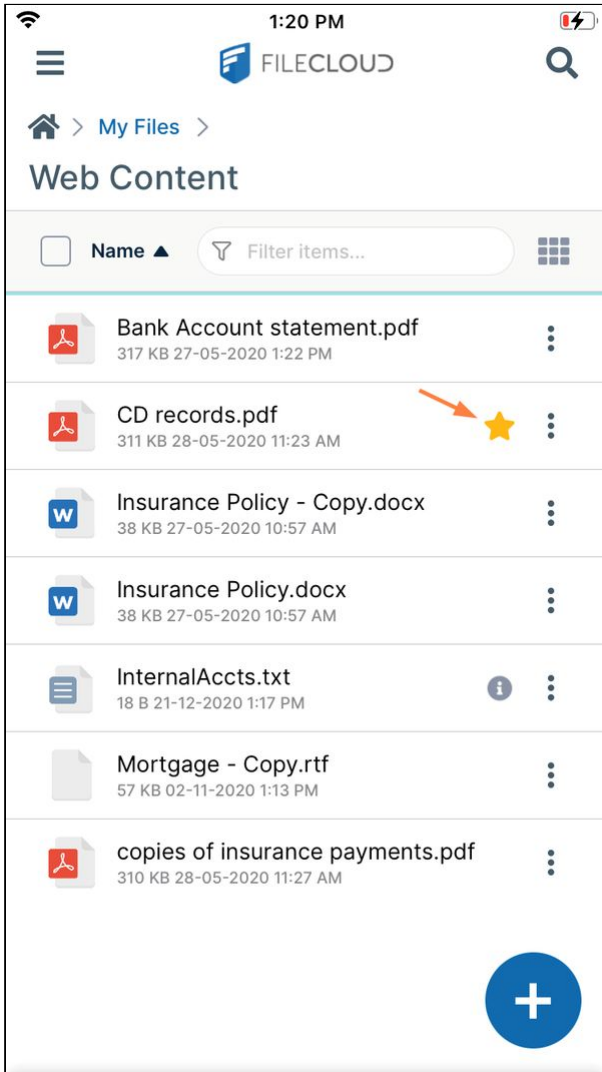 1:20 PM
FILECLOUD
My Files
Web Content
Name
Filter items...
Bank Account statement.pdf
317 KB 27-05-2020 1:22 PM
CD records.pdf
311 KB 28-05-2020 11:23 AM
W
Insurance Policy - Copy.docx
38 KB 27-05-2020 10:57 AM
W
Insurance Policy.docx
38 KB 27-05-2020 10:57 AM
InternalAccts.txt
18 B 21-12-2020 1:17 PM
Mortgage - Copy.rtf
57 KB 02-11-2020 1:13 PM
copies of insurance payments.pdf
310 KB 28-05-2020 11:27 AM